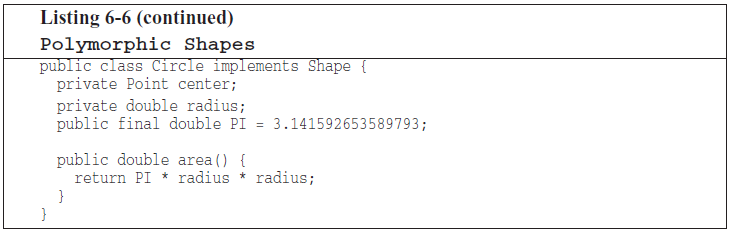 Listing 6-6 (continued)
Polymorphic Shapes
public class Circle implements Shape {
  private Point center;
  private double radius;
  public final double PI = 3.141592653589793;

  public double area() {
    return PI * radius * radius;
  }
}